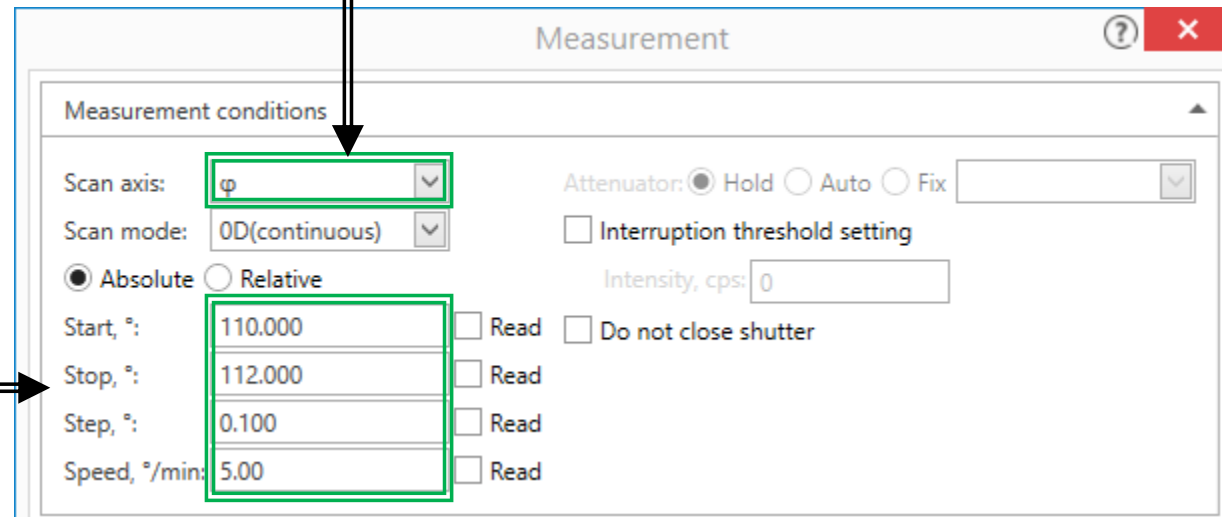 Measurement
Measurement conditions
Scan axis: φ Attenuator: Hold Auto Fix
Scan mode: 0D(continuous) Interruption threshold setting
Absolute Relative Intensity, cps: 0
Start, °: 110.000 Read Do not close shutter
Stop, °: 112.000 Read
Step, °: 0.100 Read
Speed, °/min: 5.00 Read